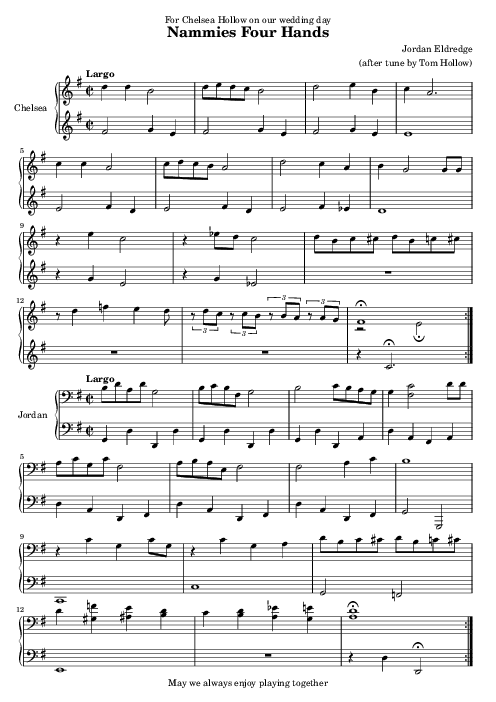 For Chelsea Hollow on our wedding day
Nammies Four Hands
Jordan Eldredge
(after tune by Tom Hollow)
Largo
Chelsea
5
9
12
3 3 3 3
Largo
Jordan
5
9
12
May we always enjoy playing together